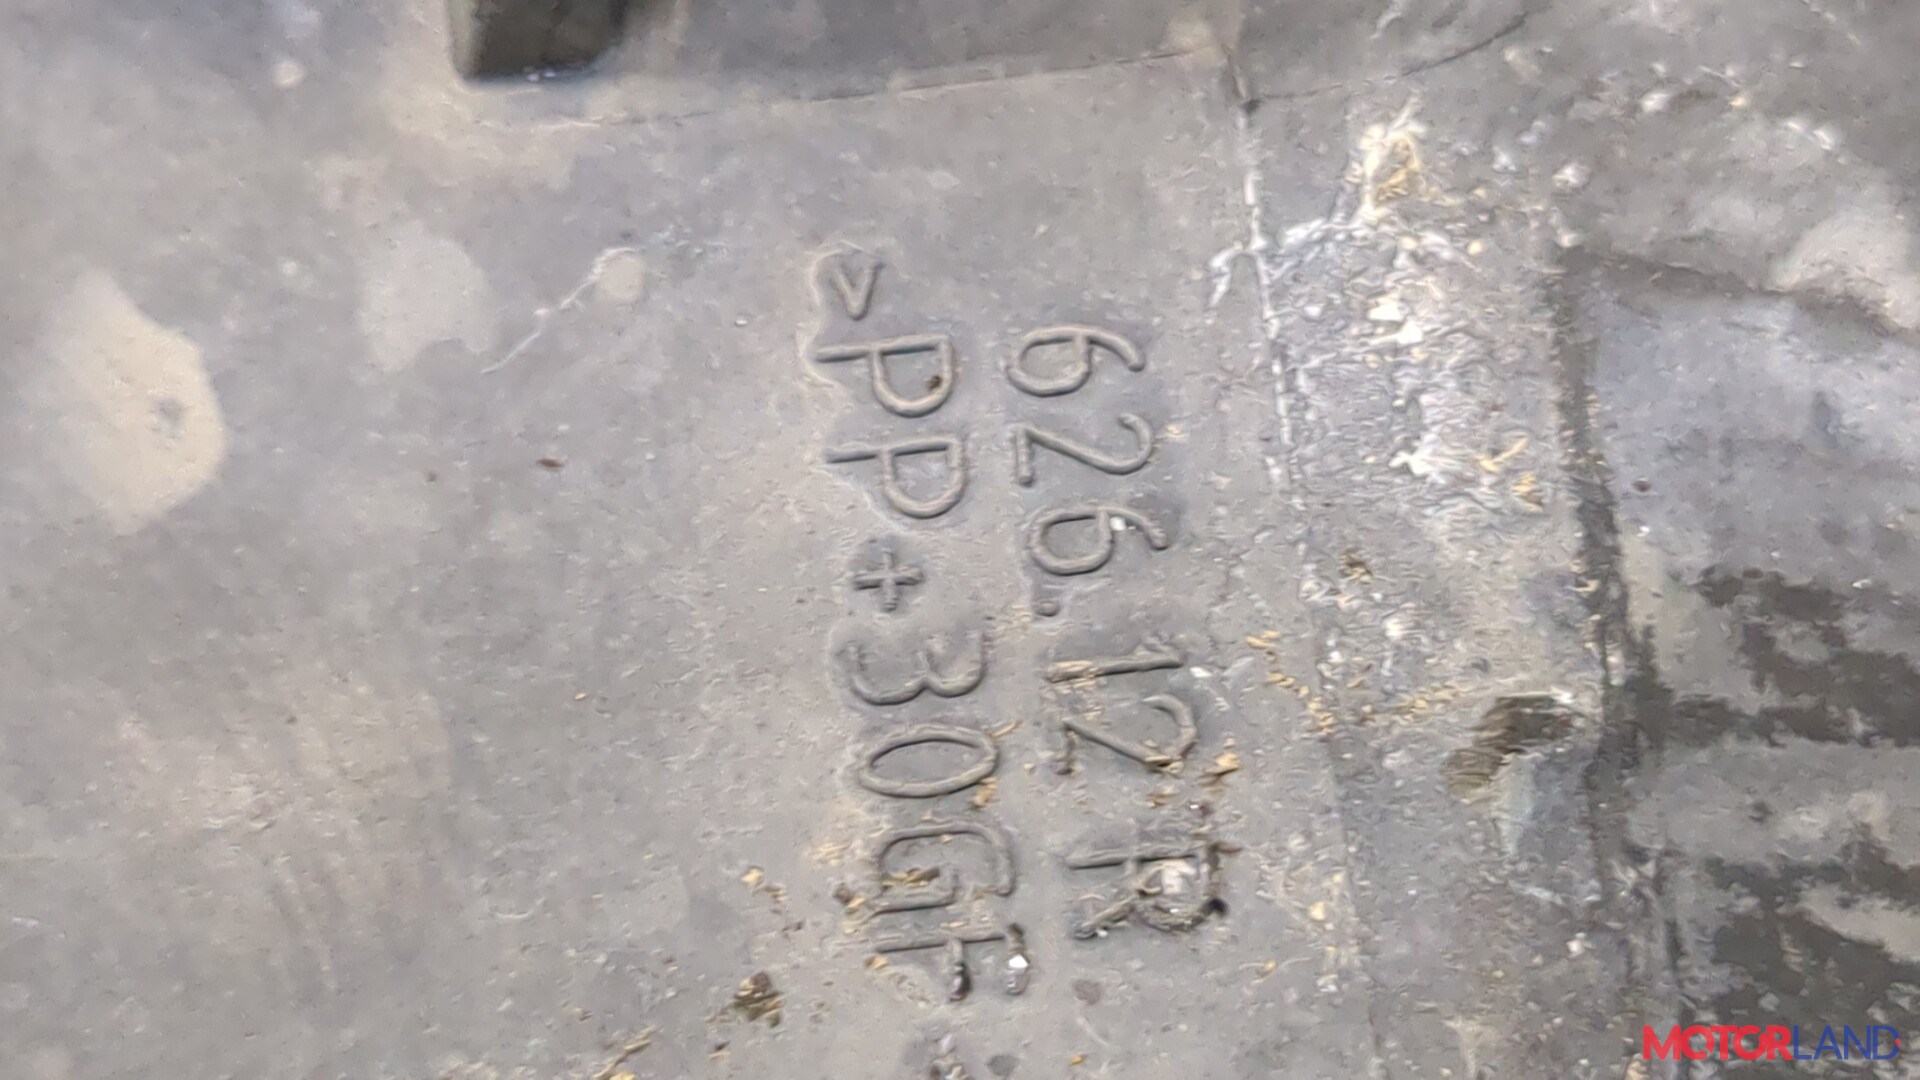 626.12R
>PP+30GF
MOTORLAND